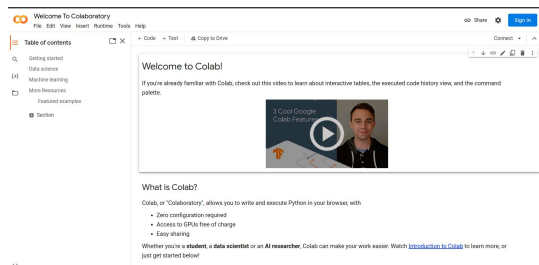 Welcome To Colaboratory
File Edit View Insert Runtime Tools Help
Share
Sign in
Table of contents
+ Code + Text Copy to Drive
Connect
Getting started
Data science
Machine learning
More Resources
Featured examples
Section
Welcome to Colab!
If you're already familiar with Colab, check out this video to learn about interactive tables, the executed code history view, and the command
palette.
3 Cool Google
Colab Features
What is Colab?
Colab, or "Colaboratory", allows you to write and execute Python in your browser, with
• Zero configuration required
• Access to GPUs free of charge
• Easy sharing
Whether you're a student, a data scientist or an AI researcher, Colab can make your work easier. Watch Introduction to Colab to learn more, or
just get started below!